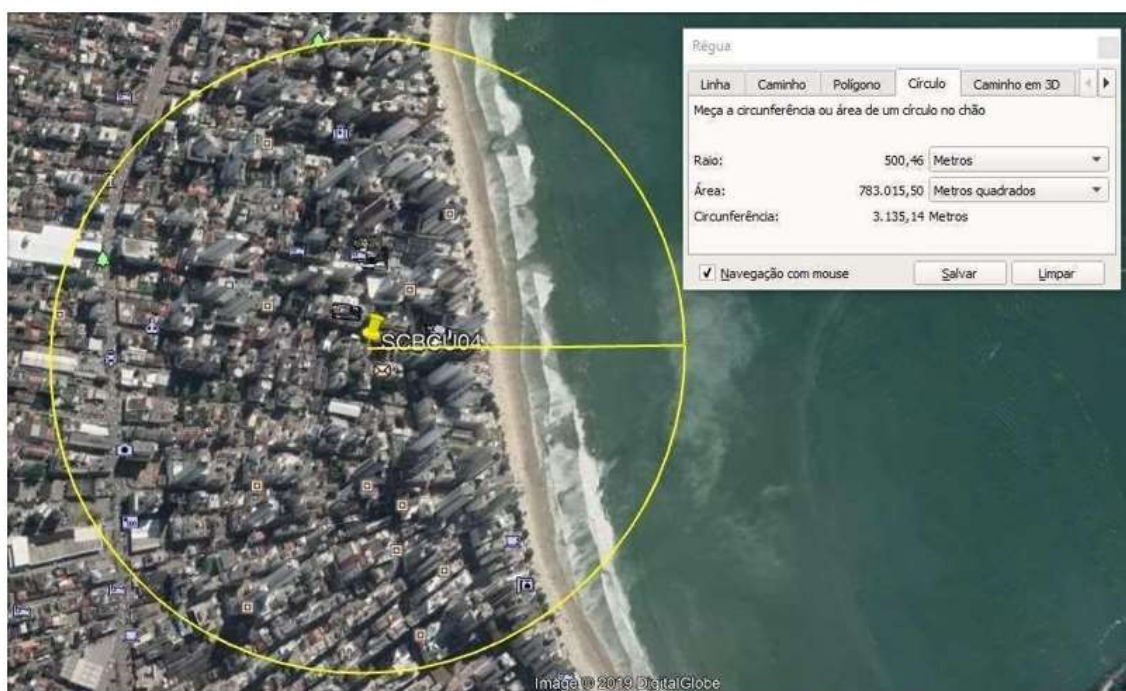 Régua
Linha Caminho Polígono Círculo Caminho em 3D
Meça a circunferência ou área de um círculo no chão
Raio: 500,46 Metros
Área: 783.015,50 Metros quadrados
Circunferência: 3.135,14 Metros
Navegação com mouse Salvar Limpar
SCBCU04
Image © 2019 DigitalGlobe